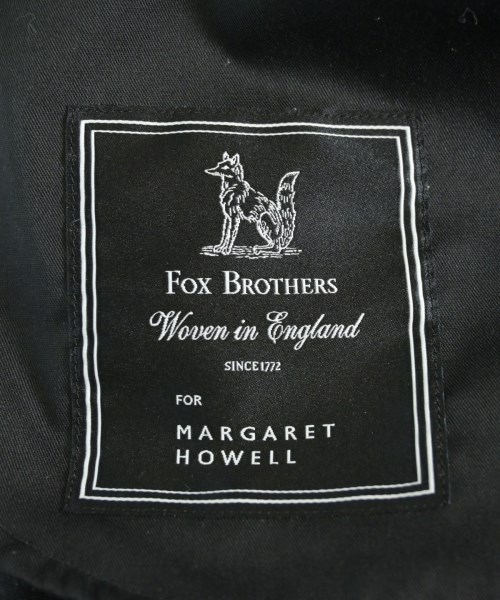 FOX BROTHERS
Woven in England
SINCE 1772
FOR
MARGARET
HOWELL